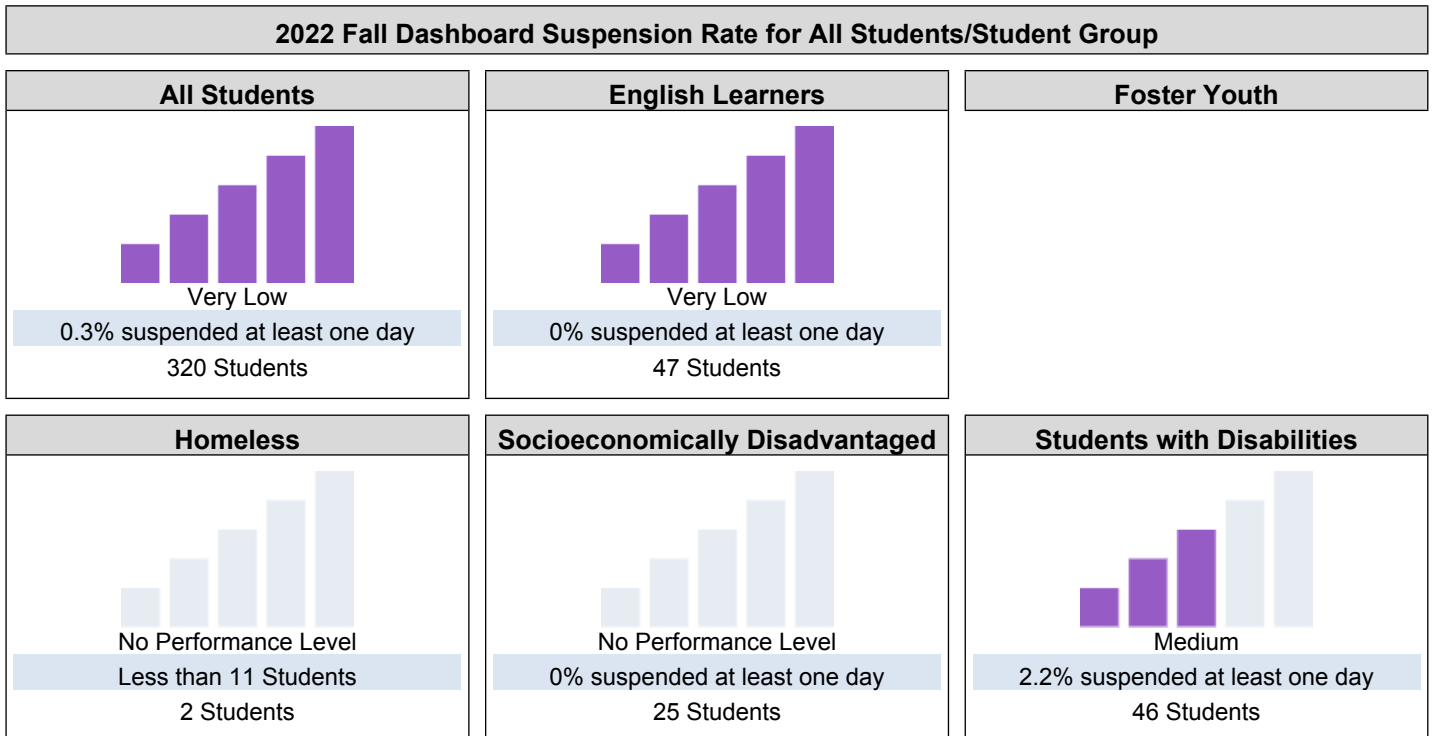 2022 Fall Dashboard Suspension Rate for All Students/Student Group
All Students
Very Low
0.3% suspended at least one day
320 Students
English Learners
Very Low
0% suspended at least one day
47 Students
Foster Youth
Homeless
No Performance Level
Less than 11 Students
2 Students
Socioeconomically Disadvantaged
No Performance Level
0% suspended at least one day
25 Students
Students with Disabilities
Medium
2.2% suspended at least one day
46 Students